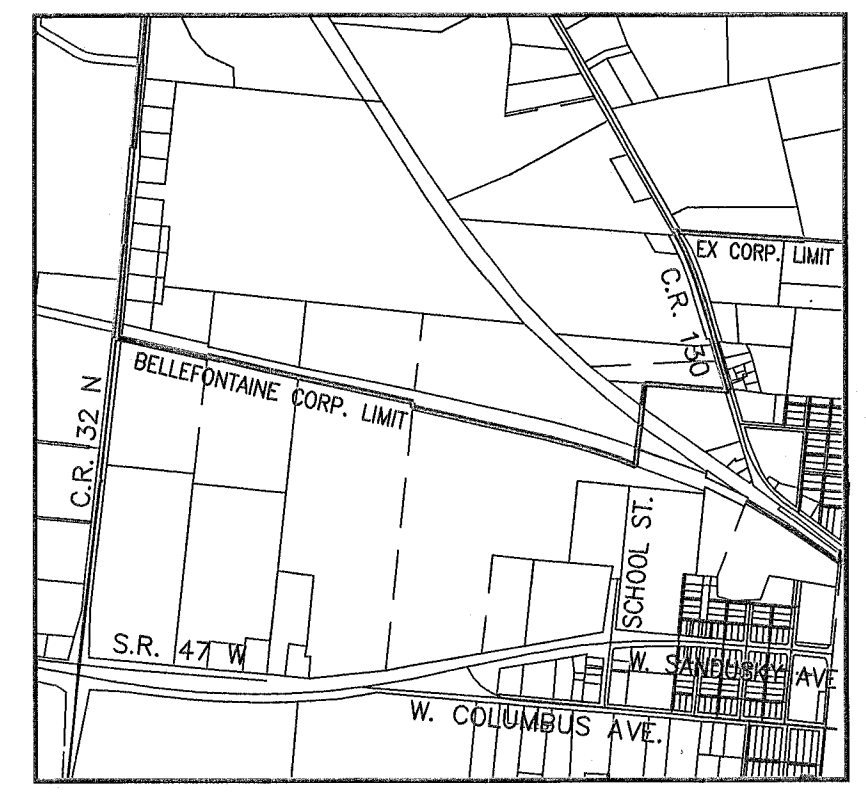 EX CORP. LIMIT
C.R. 130
BELLEFONTAINE CORP. LIMIT
C.R. 32 N
SCHOOL ST.
S.R. 47 W
W. SANDUSKY AVE
W. COLUMBUS AVE.